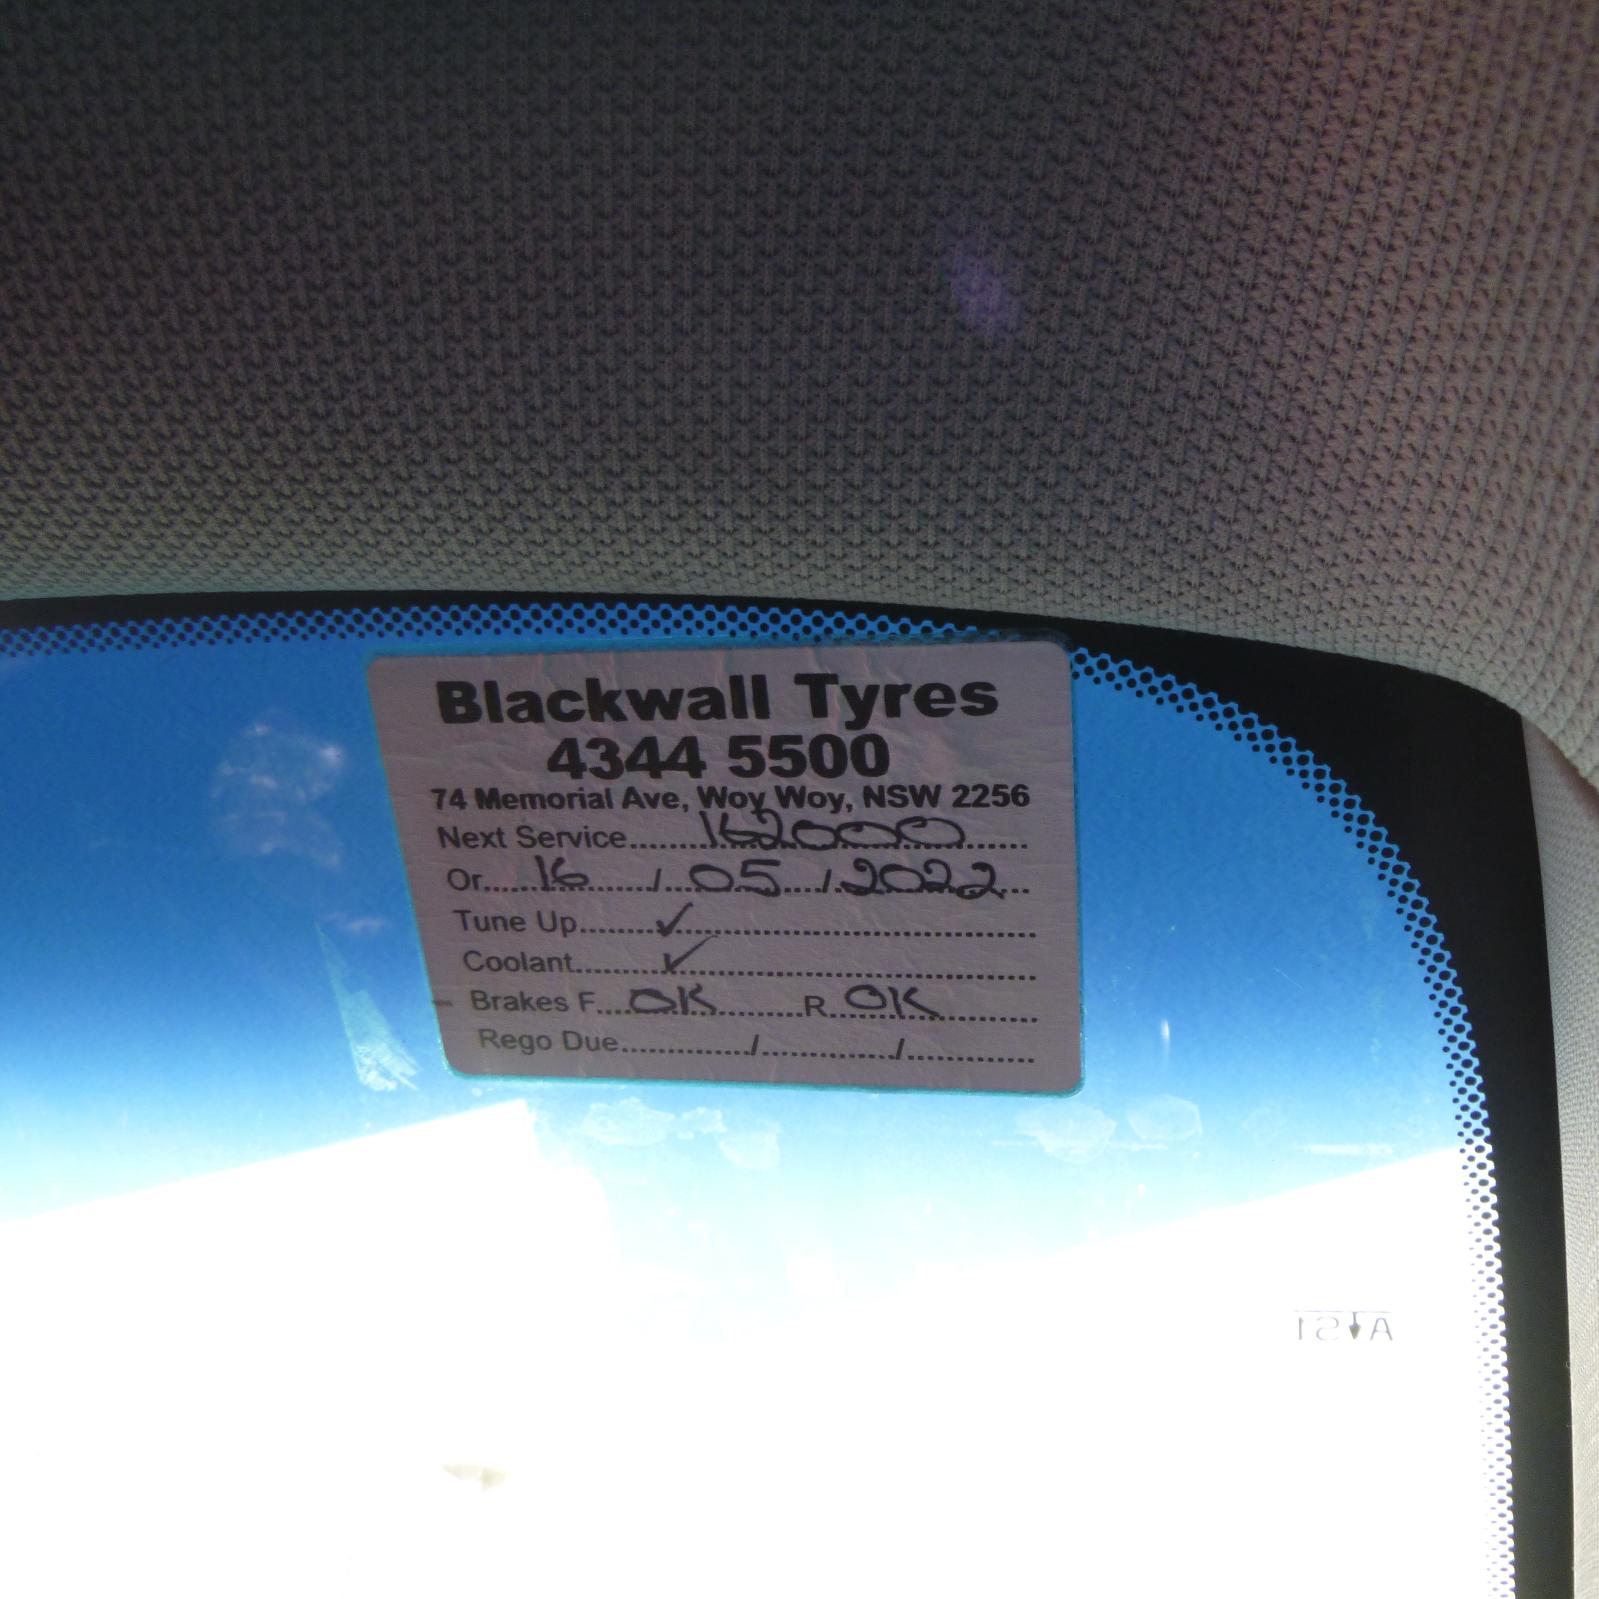 Blackwall Tyres
4344 5500
74 Memorial Ave, Woy Woy, NSW 2256
Next Service.......162000......
Or.....16....../...05..../.2022...
Tune Up.......✓...............................
Coolant........✓...............................
Brakes F....OK.........R..OK.........
Rego Due.........../.........../............